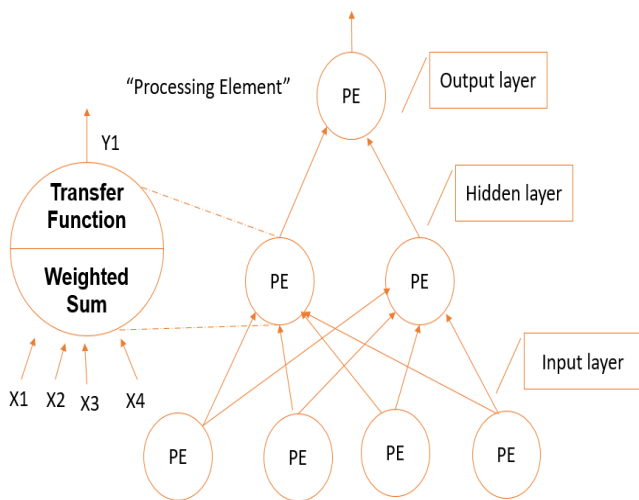 “Processing Element”
PE
Output layer
Y1
Transfer
Function
Weighted
Sum
Hidden layer
PE
PE
X1
X2
X3
X4
Input layer
PE
PE
PE
PE